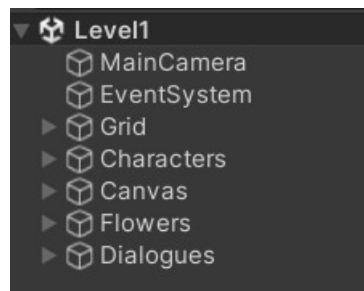 Level1
MainCamera
EventSystem
Grid
Characters
Canvas
Flowers
Dialogues